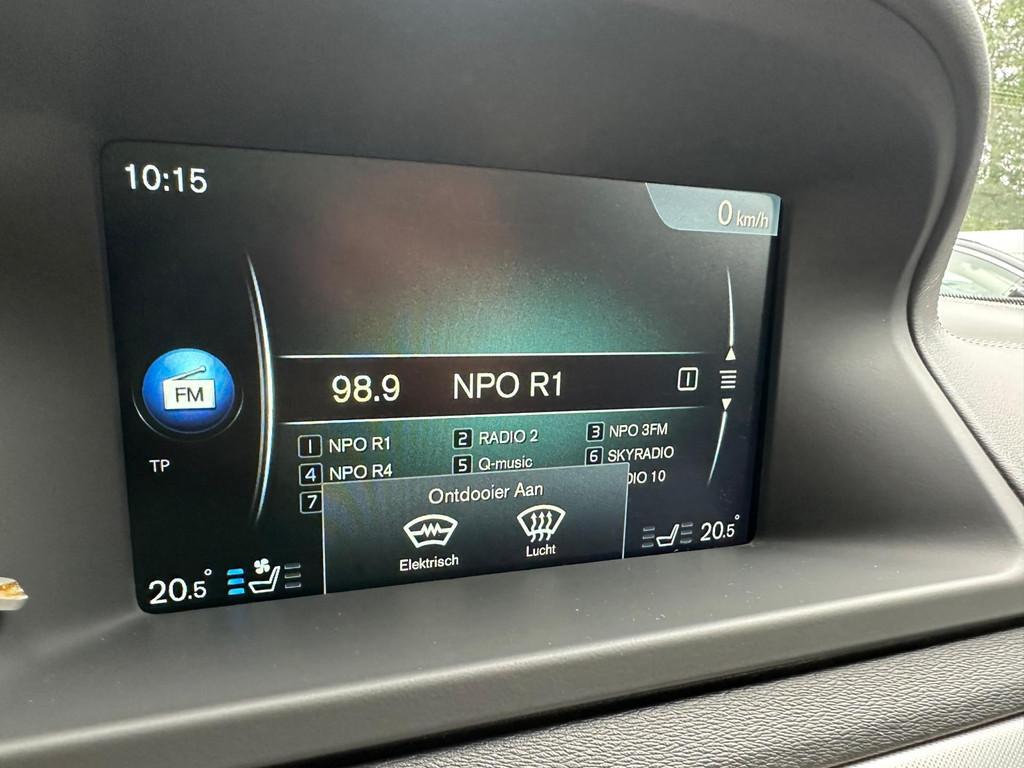 10:15
0 km/h
FM
98.9 NPO R1 1
TP
1 NPO R1 2 RADIO 2 3 NPO 3FM
4 NPO R4 5 Q-music 6 SKYRADIO
7 DIO 10
Ontdooier Aan
Elektrisch Lucht
20.5° 20.5°